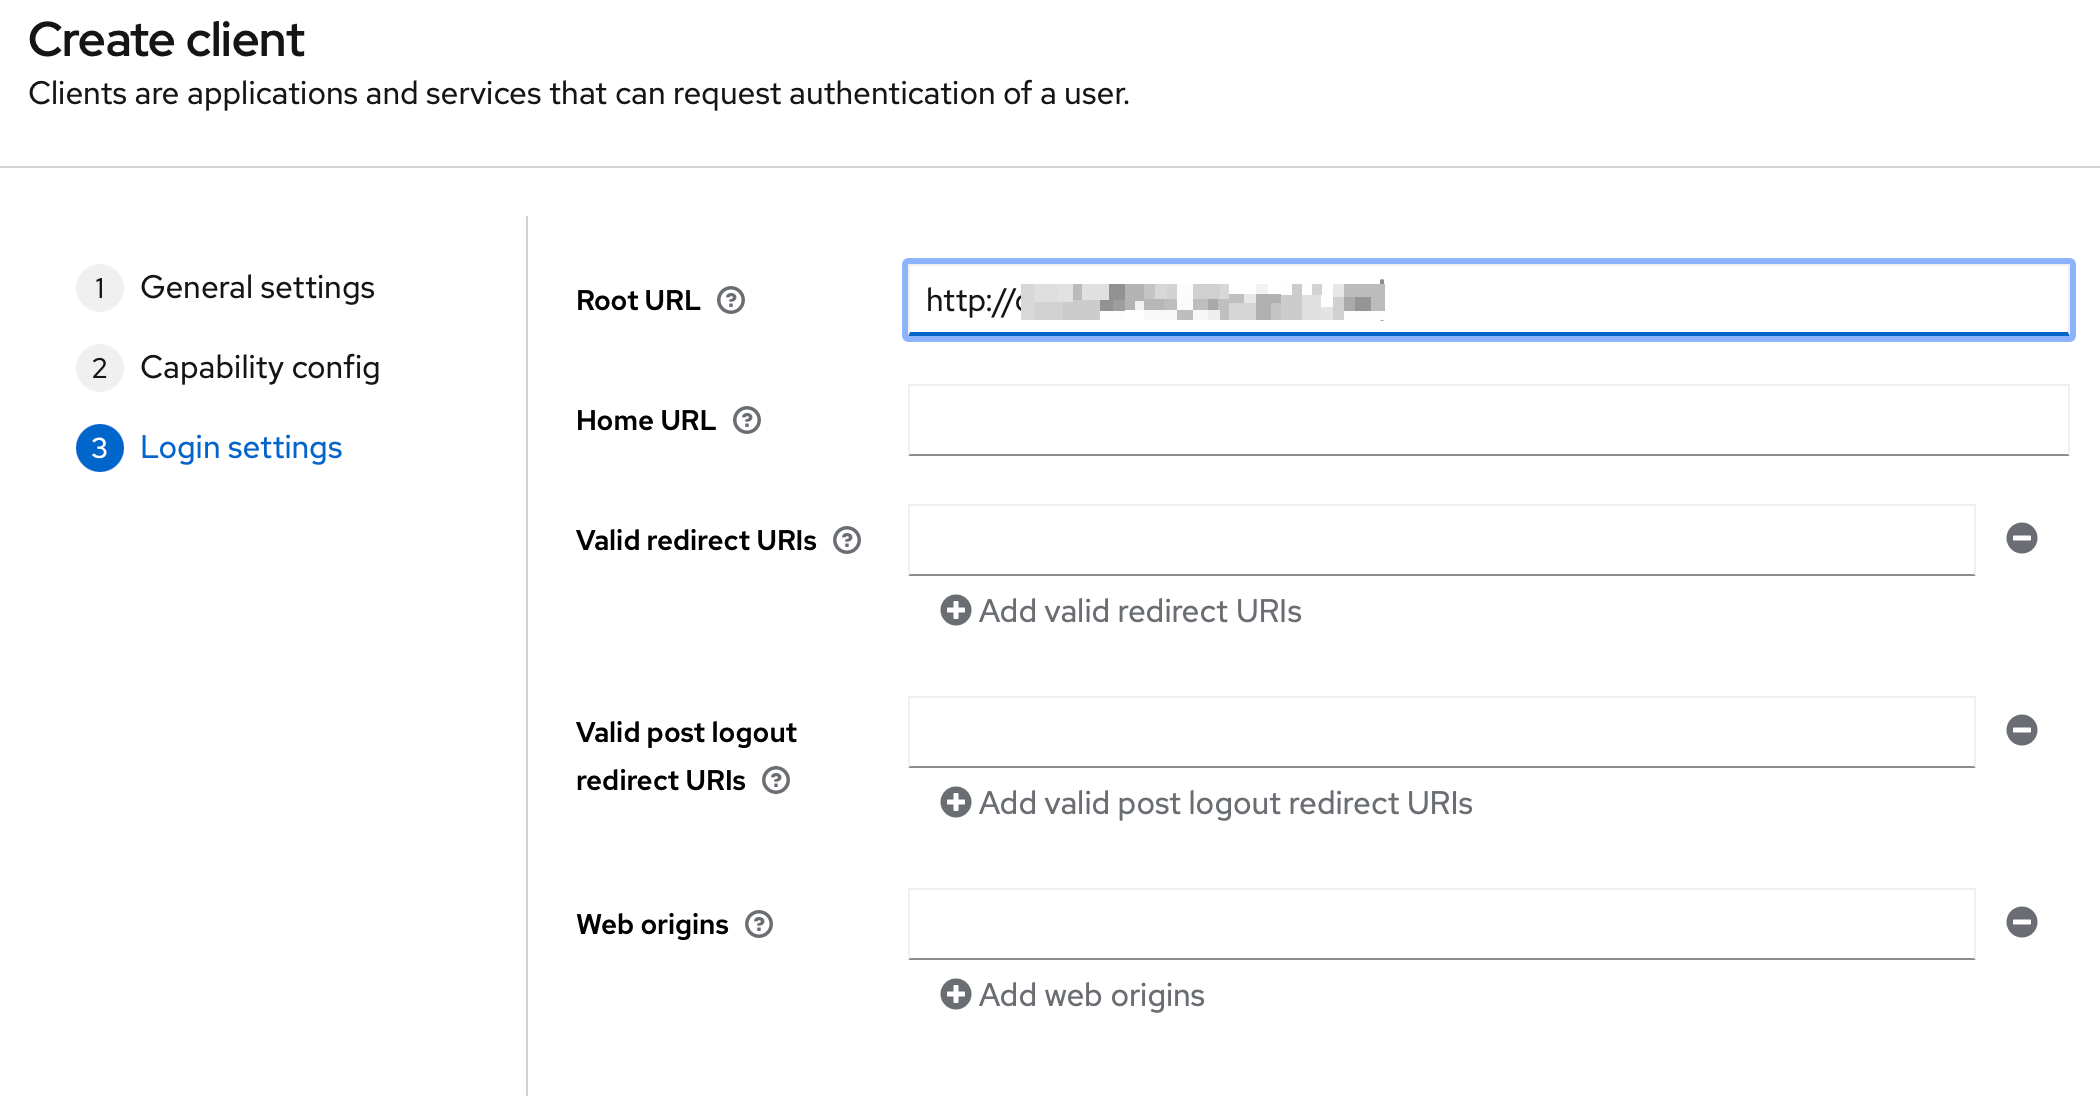 Create client
Clients are applications and services that can request authentication of a user.
1 General settings
2 Capability config
3 Login settings
Root URL
http://
Home URL
Valid redirect URIs
Add valid redirect URIs
Valid post logout
redirect URIs
Add valid post logout redirect URIs
Web origins
Add web origins